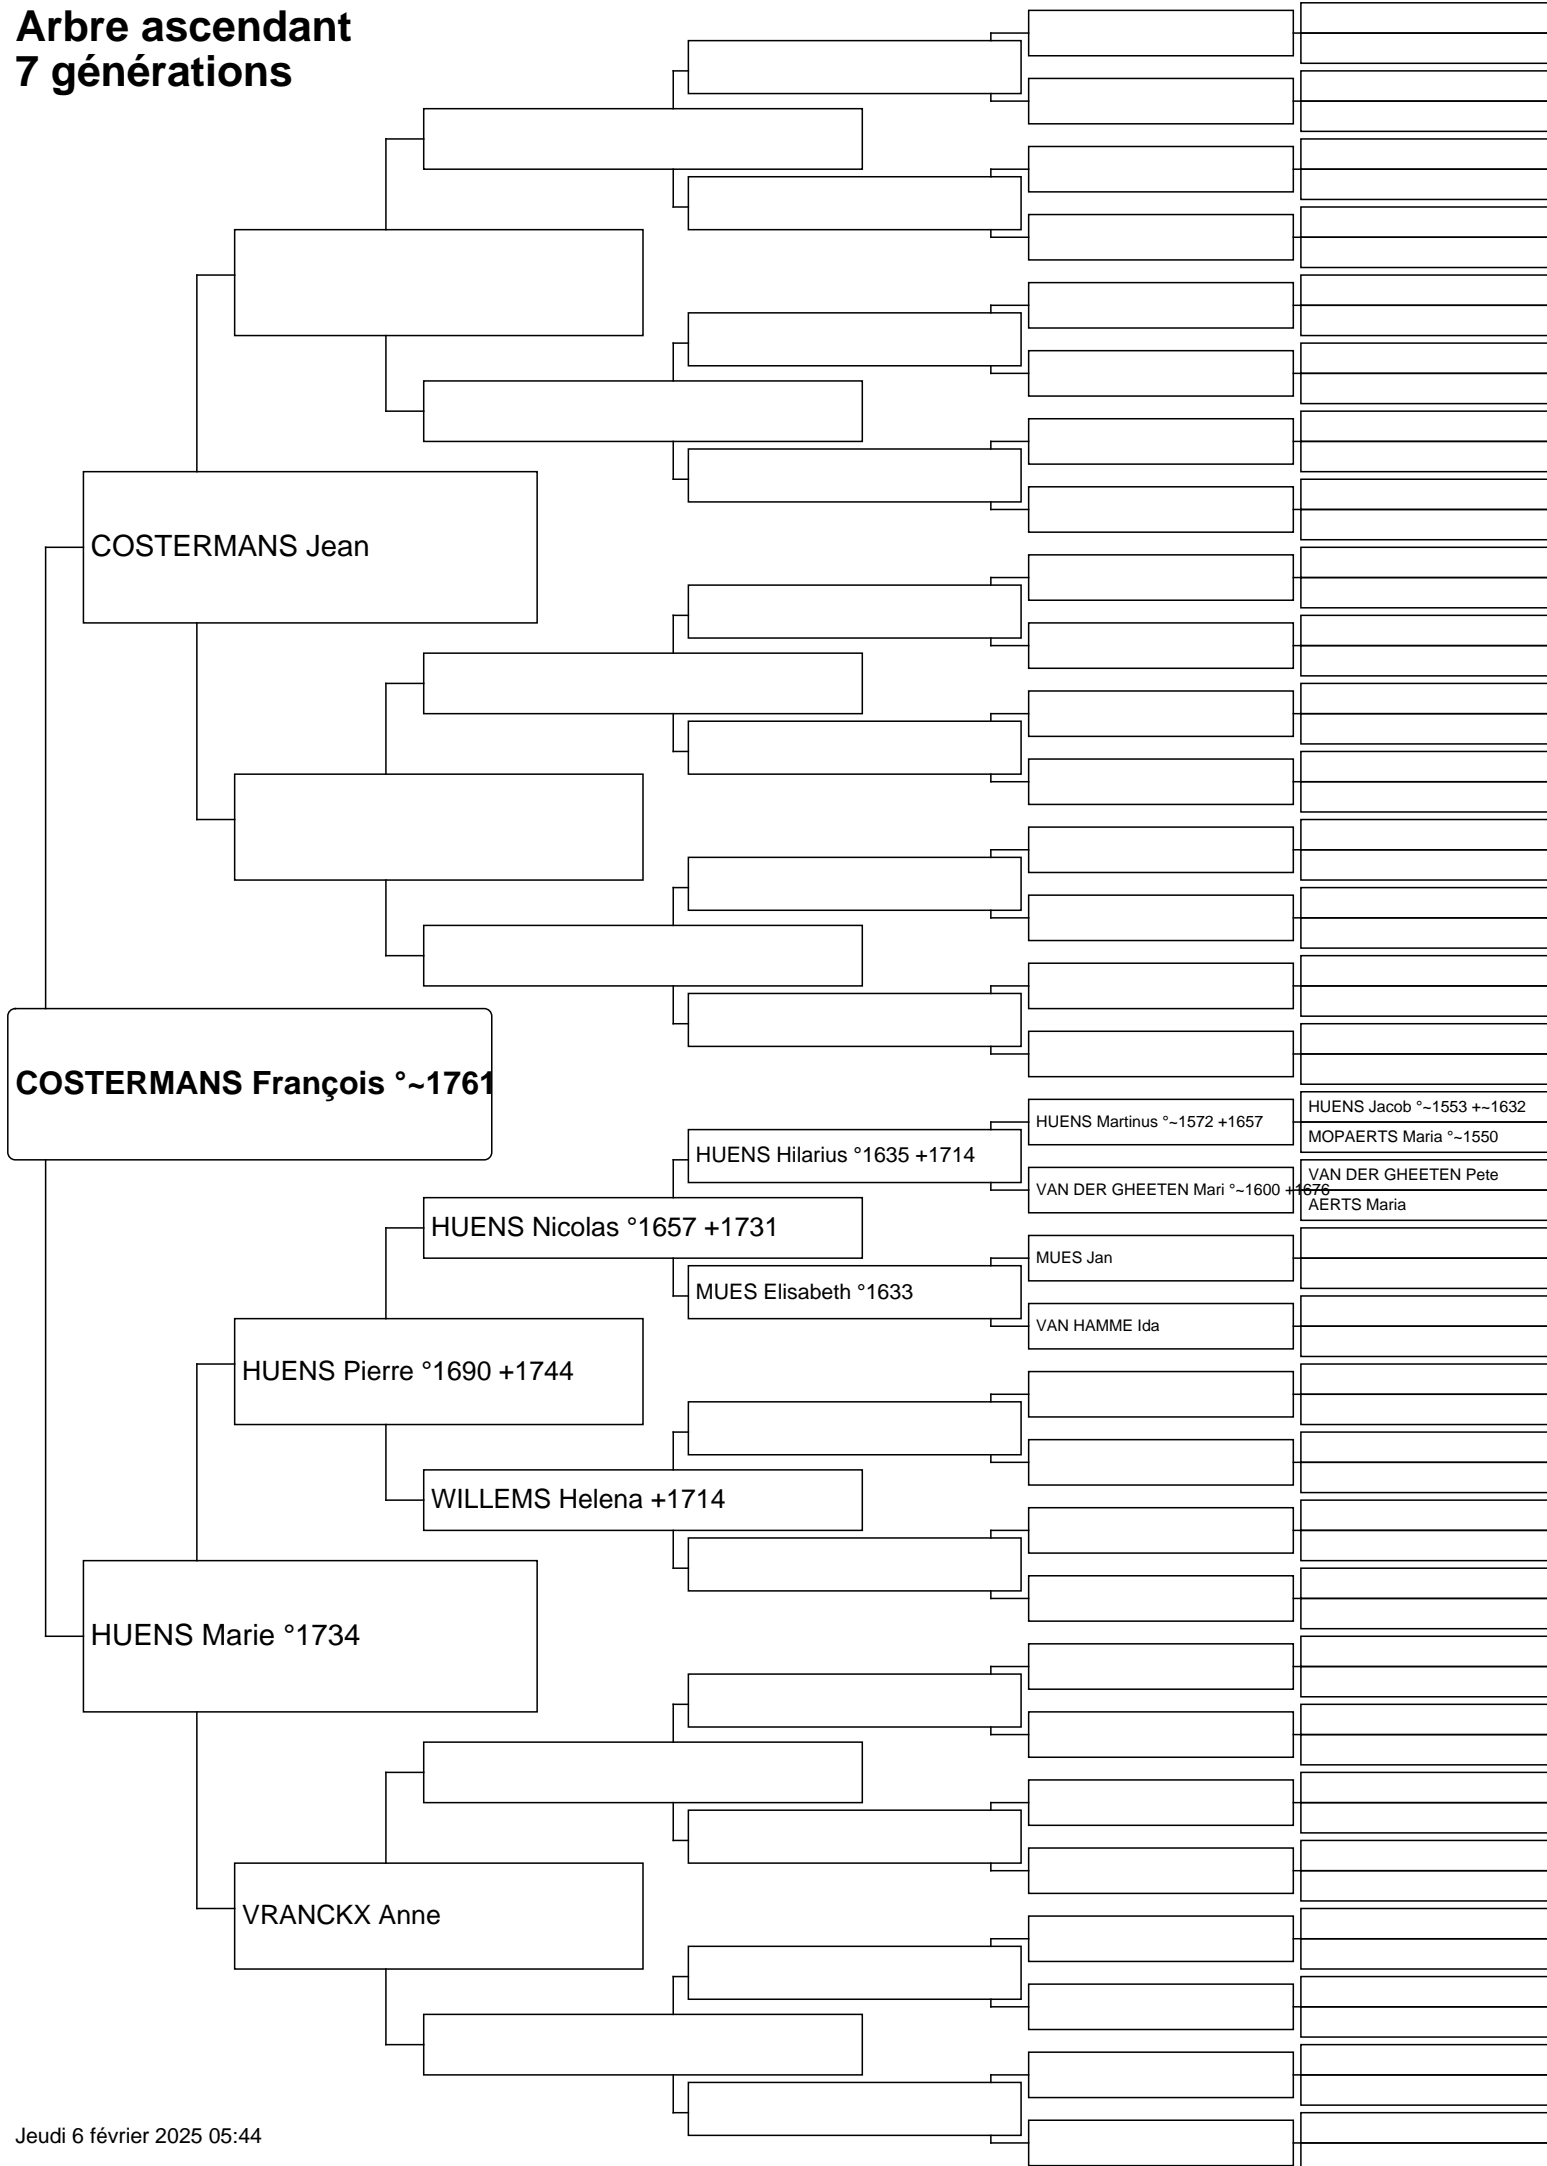 Arbre ascendant
7 générations
COSTERMANS Jean
COSTERMANS François °~1761
HUENS Jacob °~1553 +~1632
HUENS Martinus °~1572 +1657
MOPAERTS Maria °~1550
HUENS Hilarius °1635 +1714
VAN DER GHEETEN Pete
VAN DER GHEETEN Mari °~1600 +1676
AERTS Maria
HUENS Nicolas °1657 +1731
MUES Jan
MUES Elisabeth °1633
VAN HAMME Ida
HUENS Pierre °1690 +1744
WILLEMS Helena +1714
HUENS Marie °1734
VRANCKX Anne
Jeudi 6 février 2025 05:44